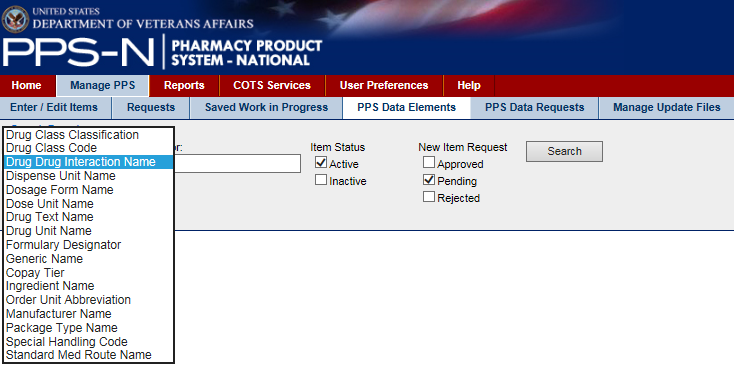 UNITED STATES
DEPARTMENT OF VETERANS AFFAIRS
PPS-N PHARMACY PRODUCT
SYSTEM - NATIONAL
Home Manage PPS Reports COTS Services User Preferences Help
Enter / Edit Items Requests Saved Work in Progress PPS Data Elements PPS Data Requests Manage Update Files
Drug Class Classification
Drug Class Code
Drug Drug Interaction Name
Dispense Unit Name
Dosage Form Name
Dose Unit Name
Drug Text Name
Drug Unit Name
Formulary Designator
Generic Name
Copay Tier
Ingredient Name
Order Unit Abbreviation
Manufacturer Name
Package Type Name
Special Handling Code
Standard Med Route Name
Item Status
Active
Inactive
New Item Request
Approved
Pending
Rejected
Search